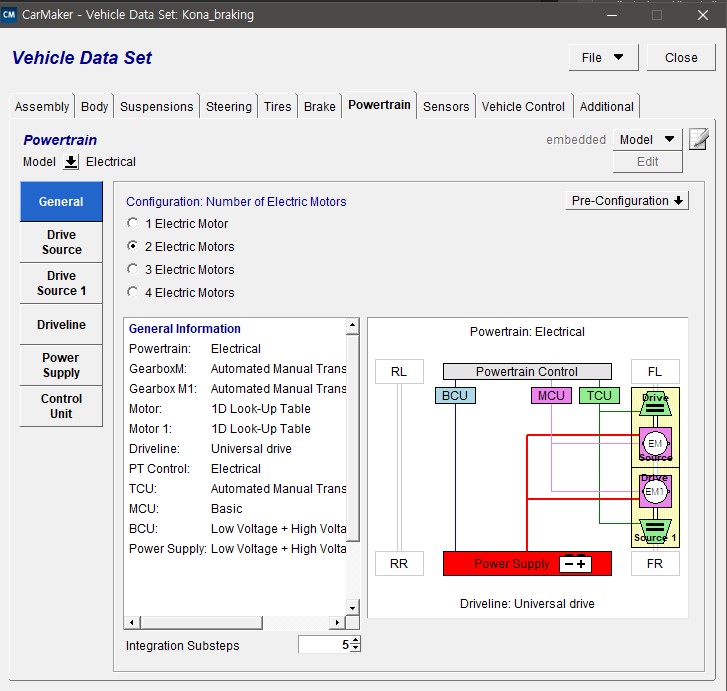 CM CarMaker - Vehicle Data Set: Kona_braking
Vehicle Data Set
File
Close
Assembly Body Suspensions Steering Tires Brake Powertrain Sensors Vehicle Control Additional
Powertrain
embedded Model
Model Electrical
Edit
General
Drive
Source
Drive
Source 1
Driveline
Power
Supply
Control
Unit
Configuration: Number of Electric Motors
Pre-Configuration
1 Electric Motor
2 Electric Motors
3 Electric Motors
4 Electric Motors
General Information
Powertrain: Electrical
GearboxM: Automated Manual Trans
Gearbox M1: Automated Manual Trans
Motor: 1D Look-Up Table
Motor 1: 1D Look-Up Table
Driveline: Universal drive
PT Control: Electrical
TCU: Automated Manual Trans
MCU: Basic
BCU: Low Voltage + High Volta
Power Supply: Low Voltage + High Volta
Integration Substeps 5
Powertrain: Electrical
RL Powertrain Control FL
BCU MCU TCU
Drive
EM
Source
Drive
EM1
Source 1
RR Power Supply FR
Driveline: Universal drive